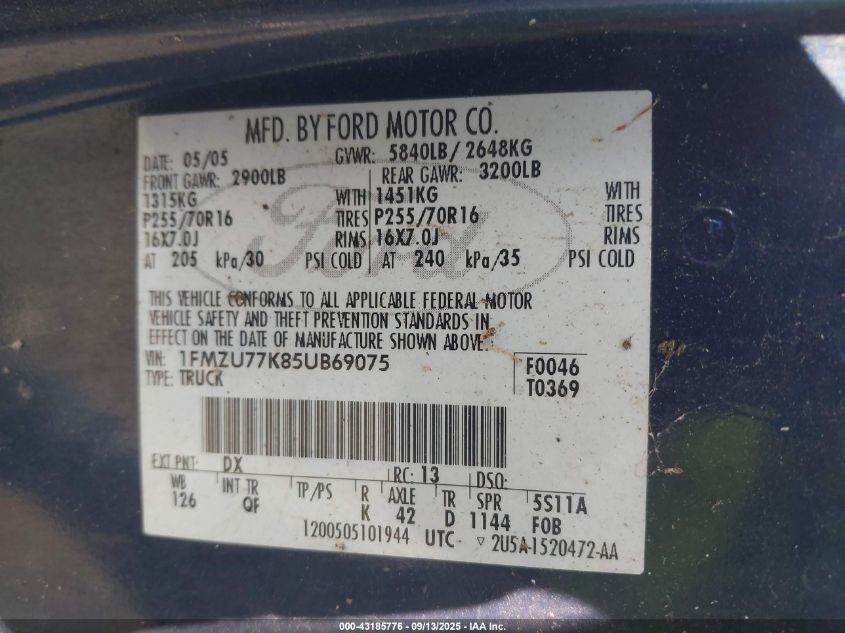 MFD. BY FORD MOTOR CO.
DATE: 05/05 GVWR: 5840LB/ 2648KG
FRONT GAWR: 2900LB REAR GAWR: 3200LB
1315KG WITH 1451KG WITH
P255/70R16 TIRES P255/70R16 TIRES
16X7.0J RIMS 16X7.0J RIMS
AT 205 kPa/30 PSI COLD AT 240 kPa/35 PSI COLD
Ford
THIS VEHICLE CONFORMS TO ALL APPLICABLE FEDERAL MOTOR
VEHICLE SAFETY AND THEFT PREVENTION STANDARDS IN
EFFECT ON THE DATE OF MANUFACTURE SHOWN ABOVE.
VIN: 1FMZU77K85UB69075 F0046
TYPE: TRUCK T0369
EXT PNT: DX RC: 13 DSO:
WB INT TR TP/PS R AXLE TR SPR 5S11A
126 QF K 42 D 1144 FOB
1200505101944 UTC ▽ 2U5A-1520472-AA
000-43185776 - 09/13/2025 - IAA Inc.